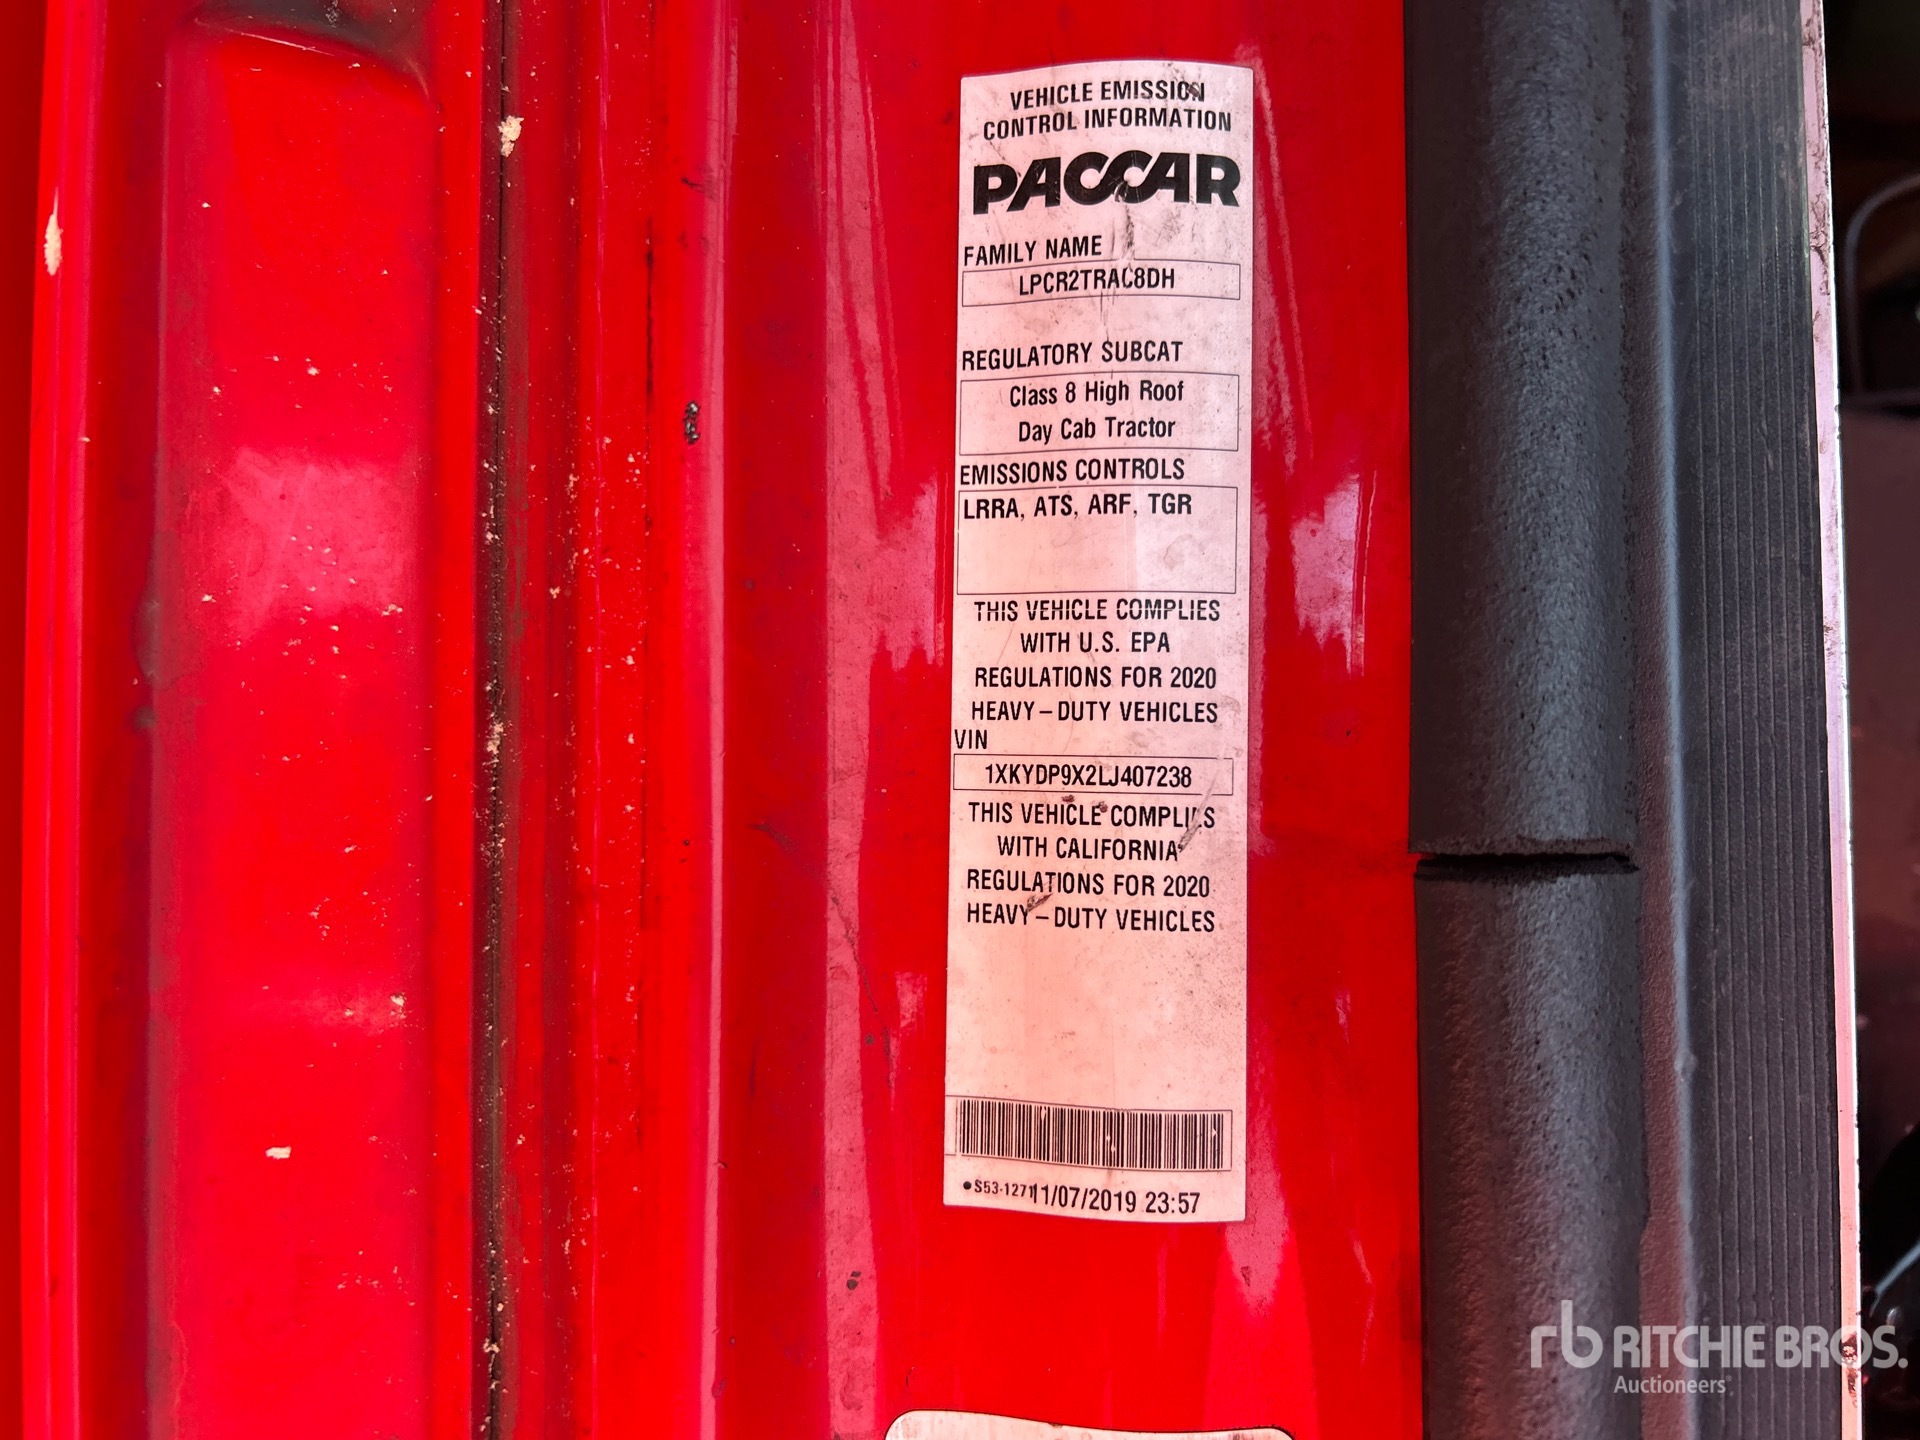 VEHICLE EMISSION
CONTROL INFORMATION
PACCAR
FAMILY NAME
LPCR2TRAC8DH
REGULATORY SUBCAT
Class 8 High Roof
Day Cab Tractor
EMISSIONS CONTROLS
LRRA, ATS, ARF, TGR
THIS VEHICLE COMPLIES
WITH U.S. EPA
REGULATIONS FOR 2020
HEAVY-DUTY VEHICLES
VIN
1XKYDP9X2LJ407238
THIS VEHICLE COMPLIES
WITH CALIFORNIA
REGULATIONS FOR 2020
HEAVY-DUTY VEHICLES
•S53-1271 11/07/2019 23:57
rb RITCHIE BROS.
Auctioneers